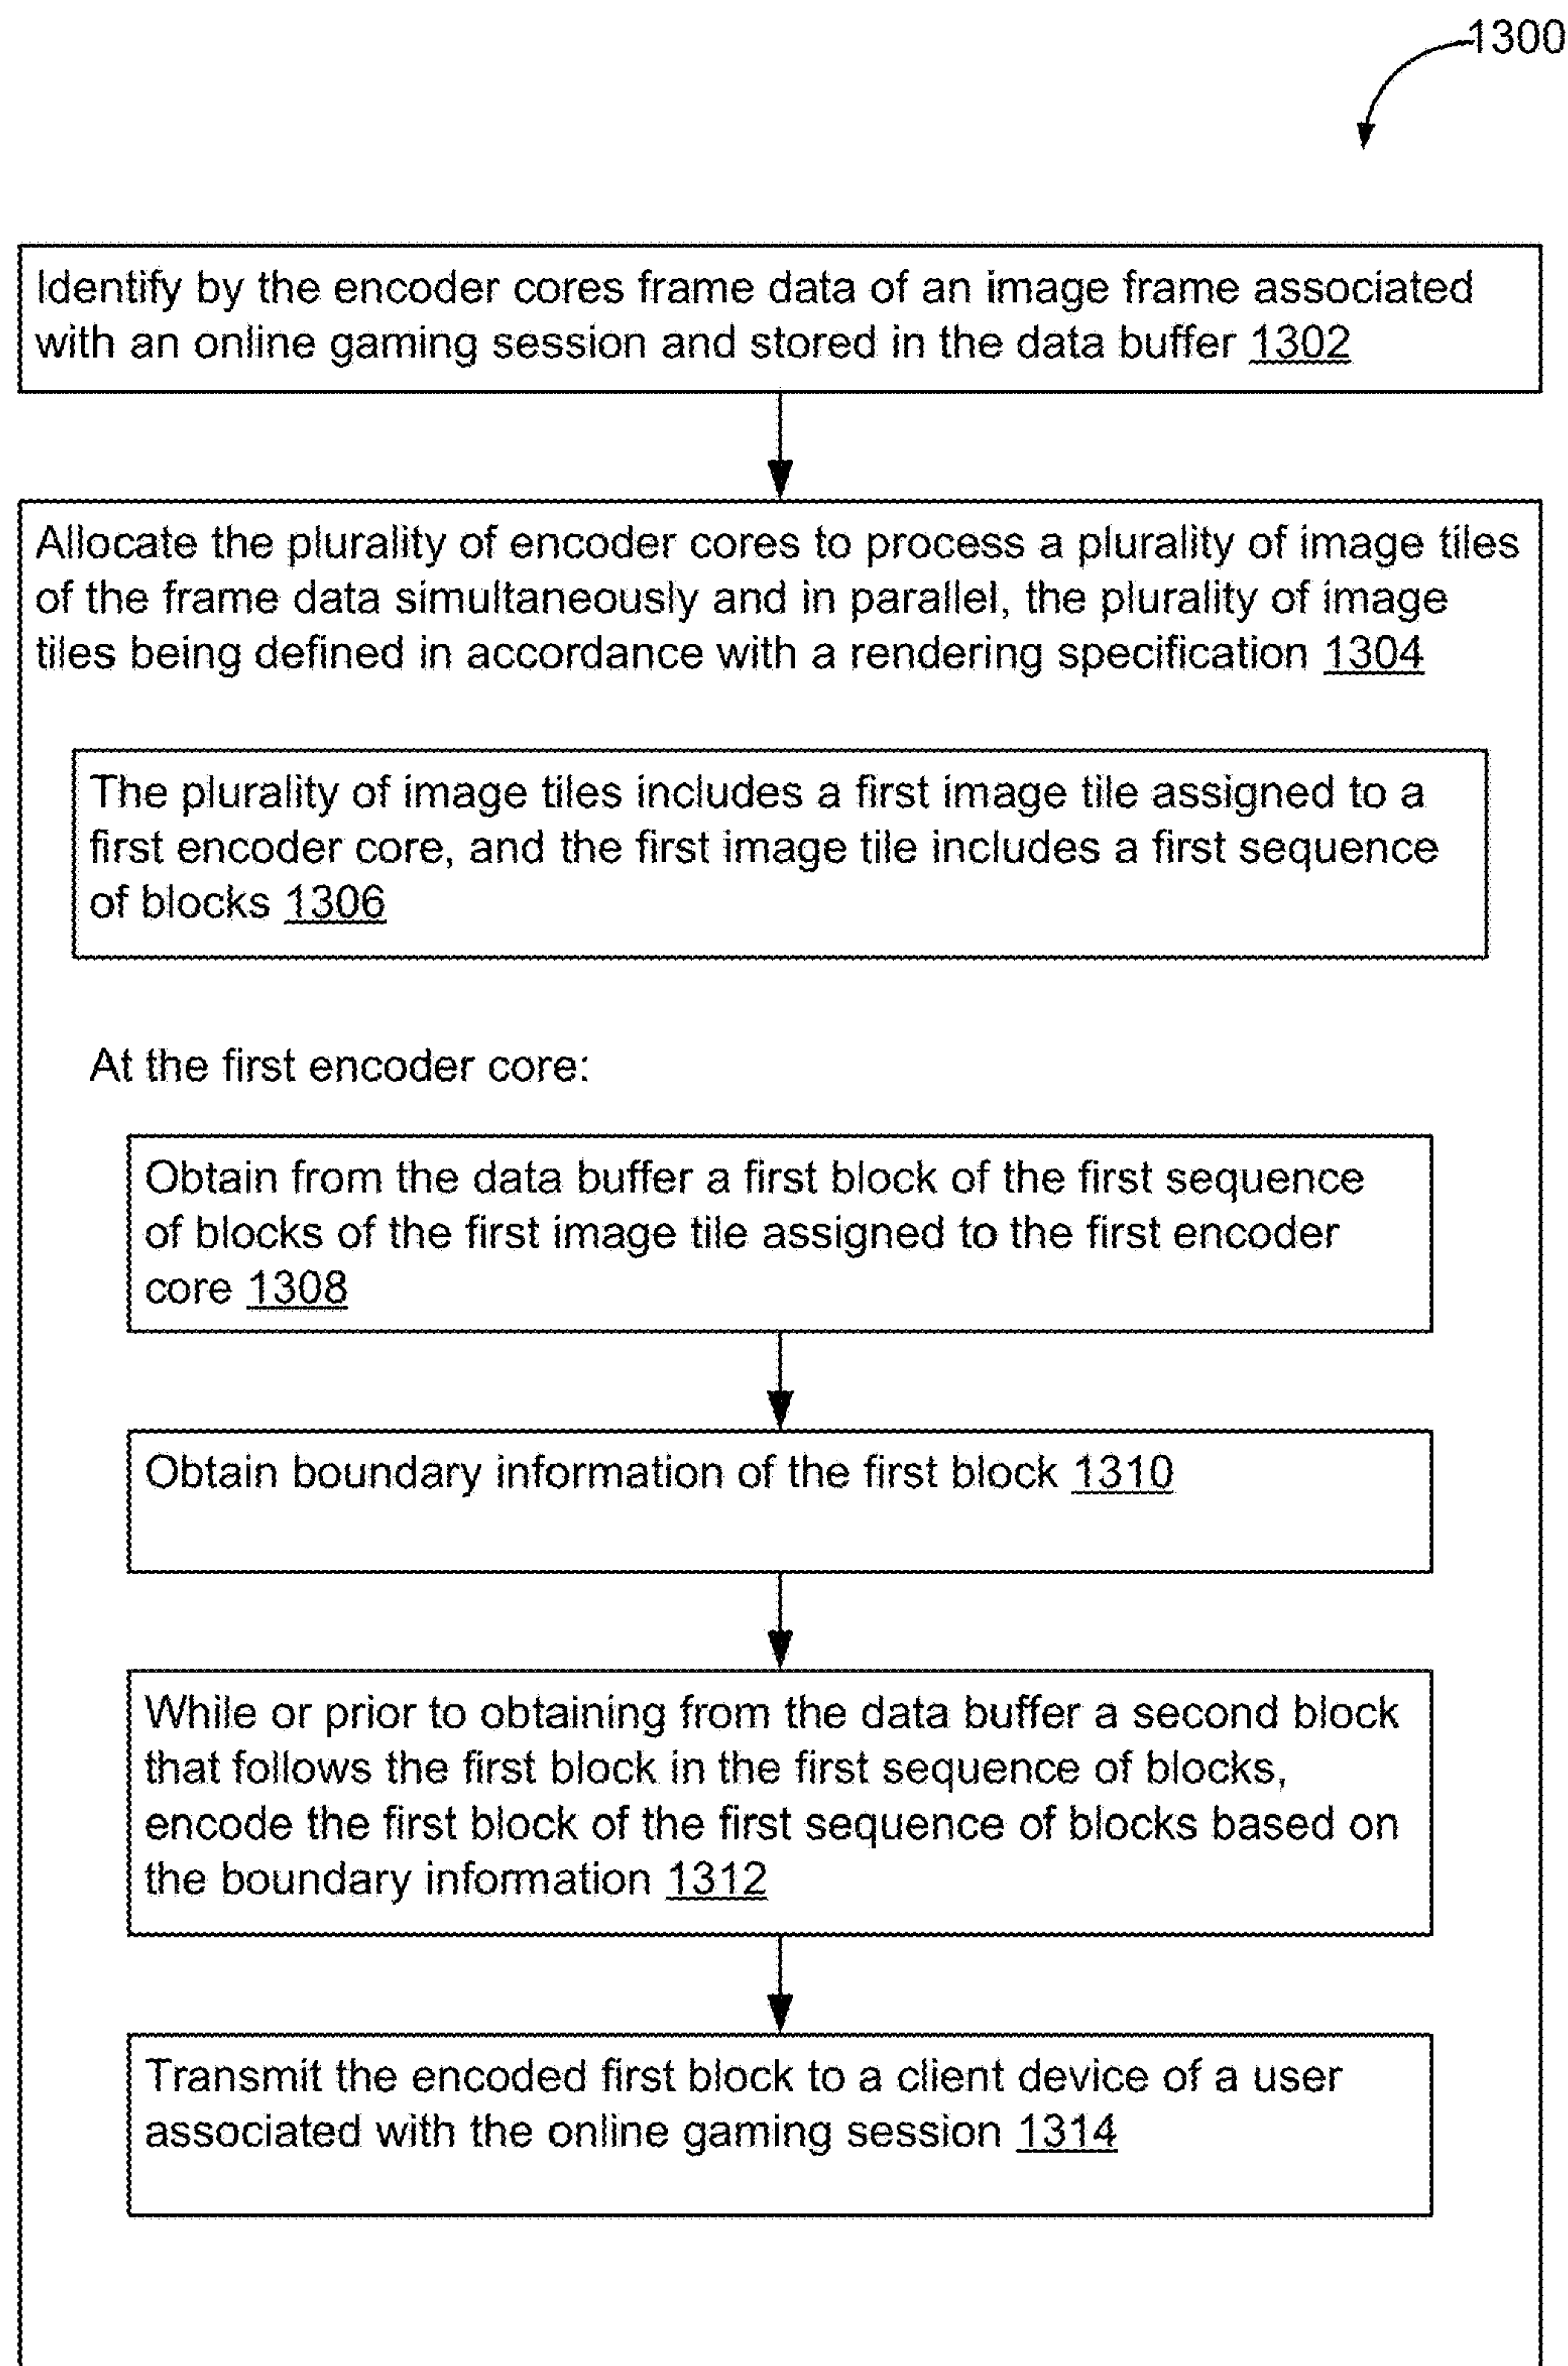 1300
Identify by the encoder cores frame data of an image frame associated
with an online gaming session and stored in the data buffer 1302
Allocate the plurality of encoder cores to process a plurality of image tiles
of the frame data simultaneously and in parallel, the plurality of image
tiles being defined in accordance with a rendering specification 1304
The plurality of image tiles includes a first image tile assigned to a
first encoder core, and the first image tile includes a first sequence
of blocks 1306
At the first encoder core:
Obtain from the data buffer a first block of the first sequence
of blocks of the first image tile assigned to the first encoder
core 1308
Obtain boundary information of the first block 1310
While or prior to obtaining from the data buffer a second block
that follows the first block in the first sequence of blocks,
encode the first block of the first sequence of blocks based on
the boundary information 1312
Transmit the encoded first block to a client device of a user
associated with the online gaming session 1314